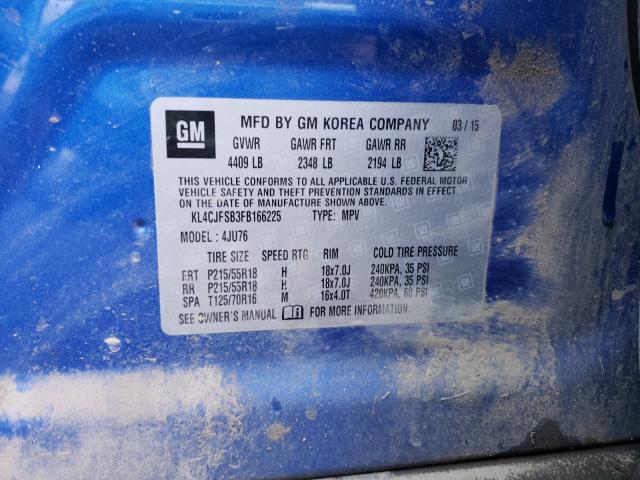 GM
MFD BY GM KOREA COMPANY 03/15
GVWR GAWR FRT GAWR RR
4409 LB 2348 LB 2194 LB
THIS VEHICLE CONFORMS TO ALL APPLICABLE U.S. FEDERAL MOTOR
VEHICLE SAFETY AND THEFT PREVENTION STANDARDS IN EFFECT
ON THE DATE OF MANUFACTURE SHOWN ABOVE.
KL4CJFSB3FB166225 TYPE: MPV
MODEL: 4JU76
TIRE SIZE SPEED RTG RIM COLD TIRE PRESSURE
FRT P215/55R18 H 18x7.0J 240KPA, 35 PSI
RR P215/55R18 H 18x7.0J 240KPA, 35 PSI
SPA T125/70R16 M 16x4.0T 420KPA, 60 PSI
SEE OWNER'S MANUAL FOR MORE INFORMATION.